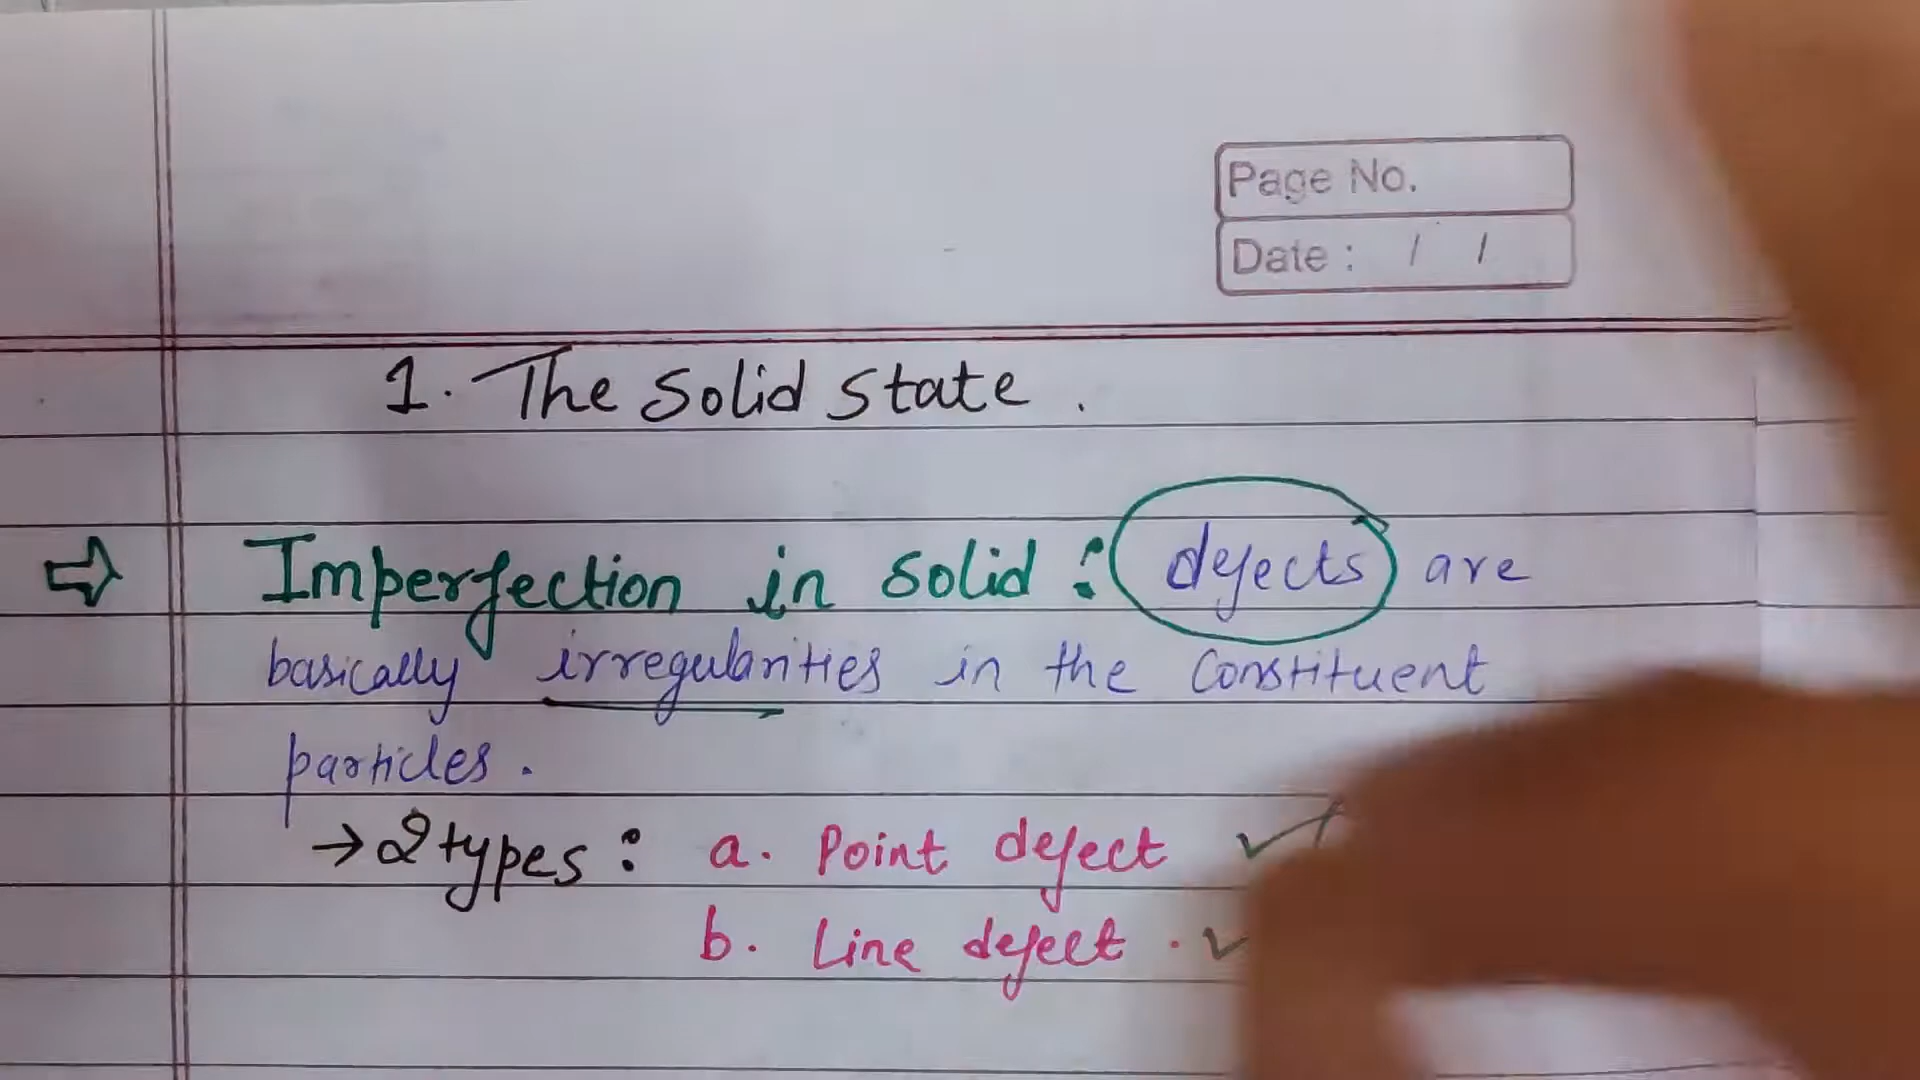 Page No.
Date : / /
1. The Solid State .
Imperfection in solid : defects are
basically irregularities in the Constituent
particles .
→ 2 types : a. Point defect
b. Line defect .